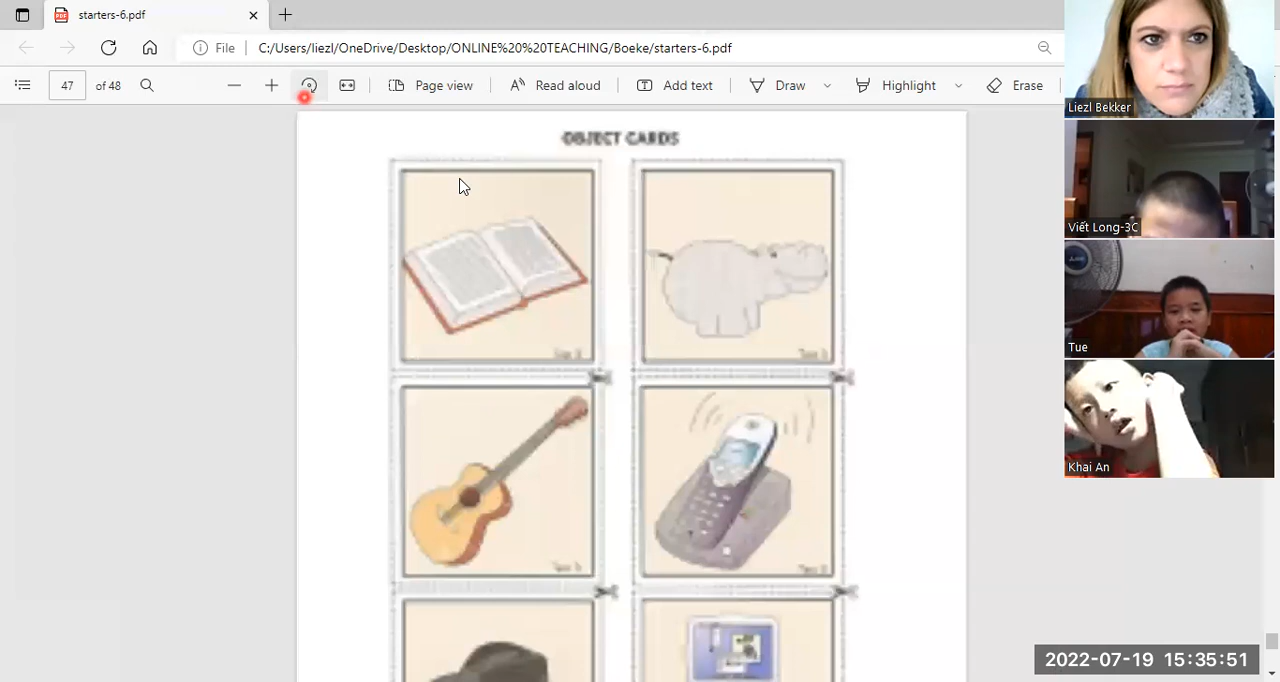 starters-6.pdf
File
C:/Users/liezl/OneDrive/Desktop/ONLINE%20%20TEACHING/Boeke/starters-6.pdf
47 of 48
Page view
Read aloud
Add text
Draw
Highlight
Erase
OBJECT CARDS
Liezl Bekker
Viết Long-3C
Tue
Khai An
2022-07-19 15:35:51